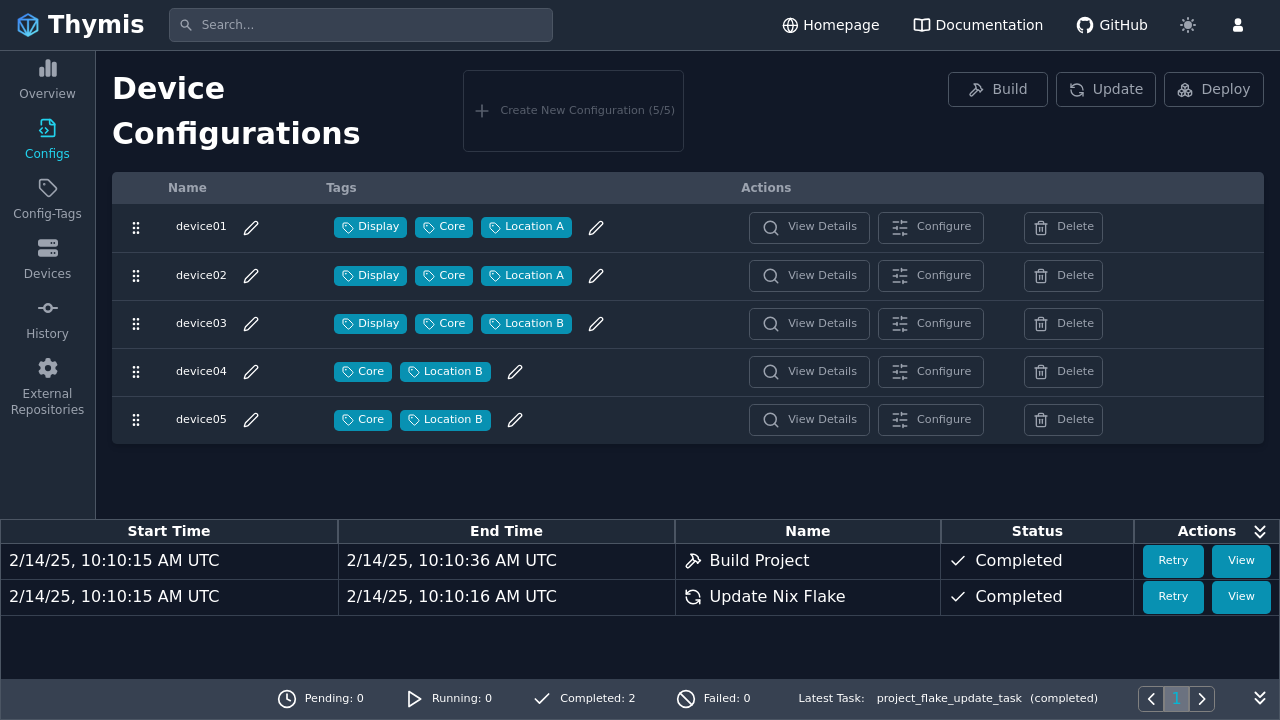 Thymis
Search...
Homepage
Documentation
GitHub
Overview
Configs
Config-Tags
Devices
History
External
Repositories
Device
Configurations
Create New Configuration (5/5)
Build
Update
Deploy
Name Tags Actions
device01 Display Core Location A View Details Configure Delete
device02 Display Core Location A View Details Configure Delete
device03 Display Core Location B View Details Configure Delete
device04 Core Location B View Details Configure Delete
device05 Core Location B View Details Configure Delete
Start Time End Time Name Status Actions
2/14/25, 10:10:15 AM UTC 2/14/25, 10:10:36 AM UTC Build Project Completed Retry View
2/14/25, 10:10:15 AM UTC 2/14/25, 10:10:16 AM UTC Update Nix Flake Completed Retry View
Pending: 0 Running: 0 Completed: 2 Failed: 0 Latest Task: project_flake_update_task (completed) 1